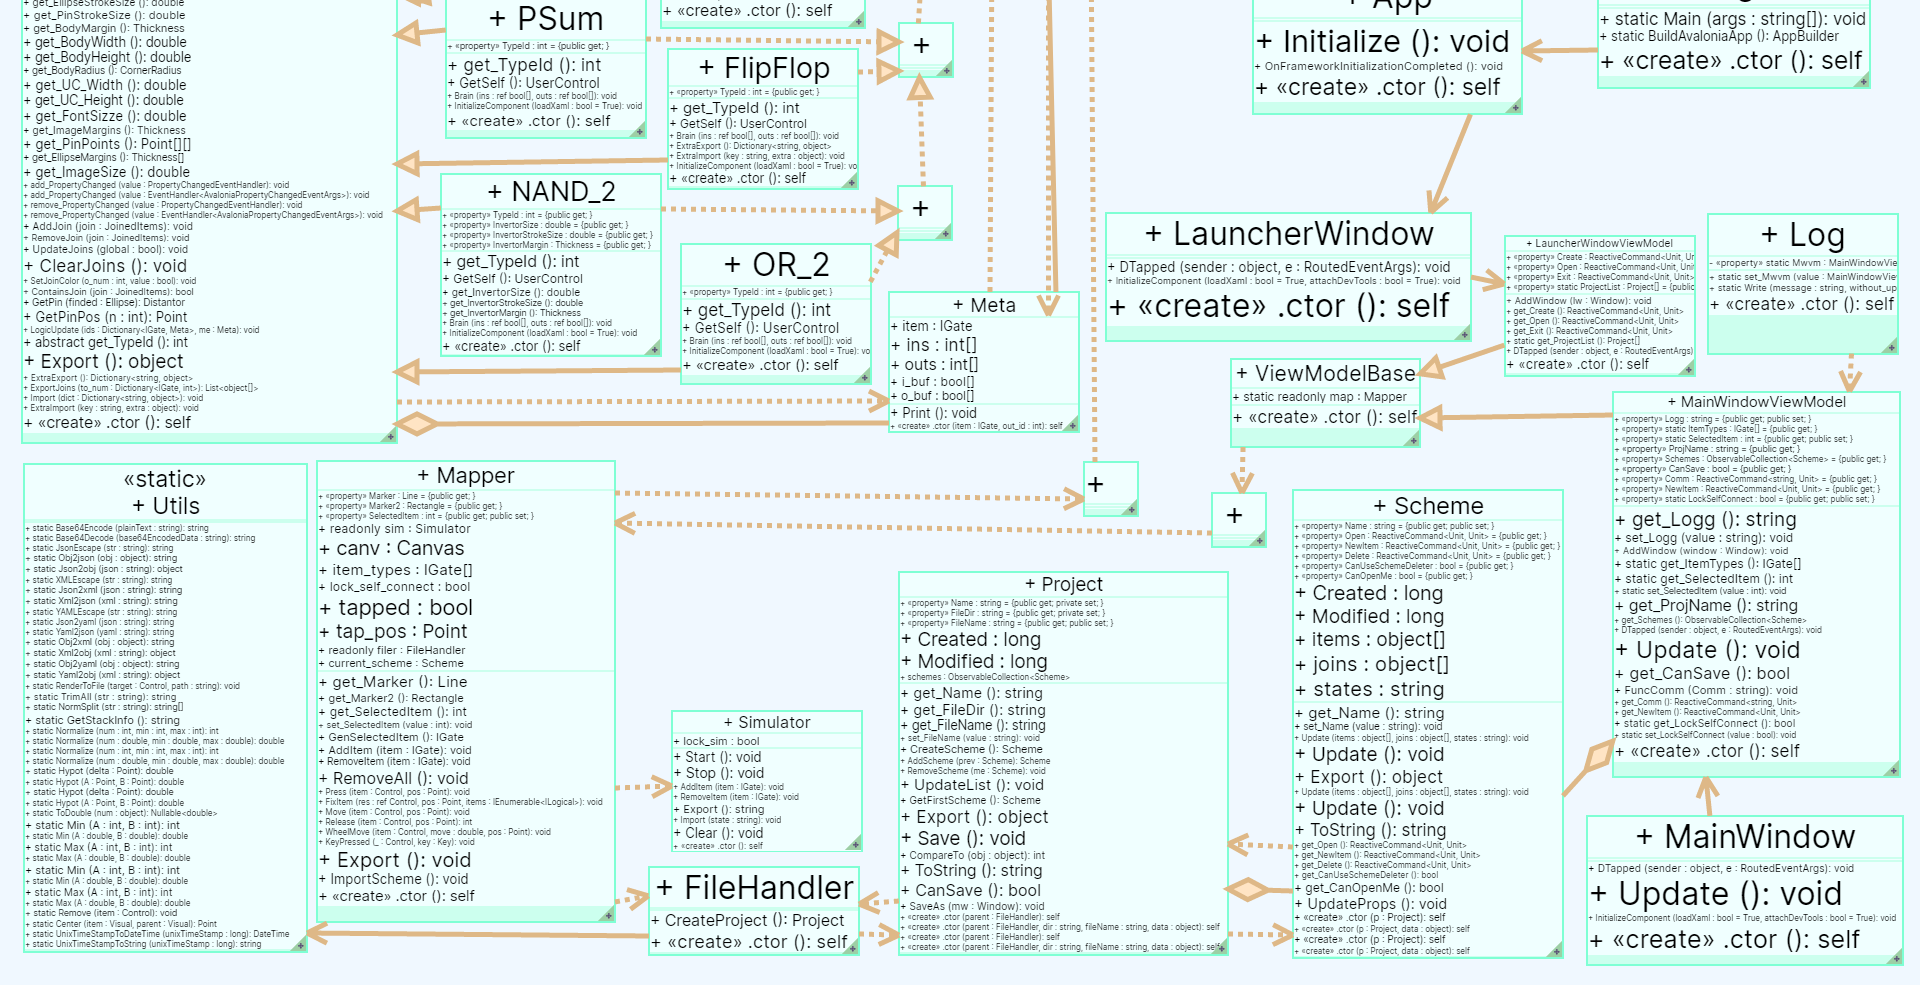 + get_EllipseStrokeSize (): double
+ get_PinStrokeSize (): double
+ get_BodyMargin (): Thickness
+ get_BodyWidth (): double
+ get_BodyHeight (): double
+ get_BodyRadius (): CornerRadius
+ get_UC_Width (): double
+ get_UC_Height (): double
+ get_FontSizze (): double
+ get_ImageMargins (): Thickness
+ get_PinPoints (): Point[][]
+ get_EllipseMargins (): Thickness[]
+ get_ImageSize (): double
+ add_PropertyChanged (value : PropertyChangedEventHandler): void
+ add_PropertyChanged (value : EventHandler<AvaloniaPropertyChangedEventArgs>): void
+ remove_PropertyChanged (value : PropertyChangedEventHandler): void
+ remove_PropertyChanged (value : EventHandler<AvaloniaPropertyChangedEventArgs>): void
+ AddJoin (join : JoinedItems): void
+ RemoveJoin (join : JoinedItems): void
+ UpdateJoins (global : bool): void
+ ClearJoins (): void
+ SetJoinColor (o_num : int, value : bool): void
+ ContainsJoin (join : JoinedItems): bool
+ GetPin (finded : Ellipse): Distantor
+ GetPinPos (n : int): Point
+ LogicUpdate (ids : Dictionary<IGate, Meta>, me : Meta): void
+ abstract get_TypeId (): int
+ Export (): object
+ ExtraExport (): Dictionary<string, object>
+ ExportJoins (to_num : Dictionary<IGate, int>): List<object[]>
+ Import (dict : Dictionary<string, object>): void
+ ExtraImport (key : string, extra : object): void
+ «create» .ctor (): self
+ PSum
+ «property» TypeId : int = {public get; }
+ get_TypeId (): int
+ GetSelf (): UserControl
+ Brain (ins : ref bool[], outs : ref bool[]): void
+ InitializeComponent (loadXaml : bool = True): void
+ «create» .ctor (): self
+ «create» .ctor (): self
+ FlipFlop
+ «property» TypeId : int = {public get; }
+ get_TypeId (): int
+ GetSelf (): UserControl
+ Brain (ins : ref bool[], outs : ref bool[]): void
+ ExtraExport (): Dictionary<string, object>
+ ExtraImport (key : string, extra : object): void
+ InitializeComponent (loadXaml : bool = True): vo
+ «create» .ctor (): self
+ NAND_2
+ «property» TypeId : int = {public get; }
+ «property» InvertorSize : double = {public get; }
+ «property» InvertorStrokeSize : double = {public get; }
+ «property» InvertorMargin : Thickness = {public get; }
+ get_TypeId (): int
+ GetSelf (): UserControl
+ get_InvertorSize (): double
+ get_InvertorStrokeSize (): double
+ get_InvertorMargin (): Thickness
+ Brain (ins : ref bool[], outs : ref bool[]): void
+ InitializeComponent (loadXaml : bool = True): void
+ «create» .ctor (): self
+ OR_2
+ «property» TypeId : int = {public get; }
+ get_TypeId (): int
+ GetSelf (): UserControl
+ Brain (ins : ref bool[], outs : ref bool[]): void
+ InitializeComponent (loadXaml : bool = True): vo
+ «create» .ctor (): self
+
+
+ Meta
+ item : IGate
+ ins : int[]
+ outs : int[]
+ i_buf : bool[]
+ o_buf : bool[]
+ Print (): void
+ «create» .ctor (item : IGate, out_id : int): self
+ App
+ Initialize (): void
+ OnFrameworkInitializationCompleted (): void
+ «create» .ctor (): self
+ static Main (args : string[]): void
+ static BuildAvaloniaApp (): AppBuilder
+ «create» .ctor (): self
+ LauncherWindow
+ DTapped (sender : object, e : RoutedEventArgs): void
+ InitializeComponent (loadXaml : bool = True, attachDevTools : bool = True): void
+ «create» .ctor (): self
+ LauncherWindowViewModel
+ «property» Create : ReactiveCommand<Unit, Un
+ «property» Open : ReactiveCommand<Unit, Uni
+ «property» Exit : ReactiveCommand<Unit, Unit
+ «property» static ProjectList : Project[] = {public
+ AddWindow (lw : Window): void
+ get_Create (): ReactiveCommand<Unit, Unit>
+ get_Open (): ReactiveCommand<Unit, Unit>
+ get_Exit (): ReactiveCommand<Unit, Unit>
+ static get_ProjectList (): Project[]
+ DTapped (sender : object, e : RoutedEventArgs)
+ «create» .ctor (): self
+ Log
- «property» static Mwvm : MainWindowVie
+ static set_Mwvm (value : MainWindowVie
+ static Write (message : string, without_up
+ «create» .ctor (): self
+ ViewModelBase
+ static readonly map : Mapper
+ «create» .ctor (): self
+ MainWindowViewModel
+ «property» Logg : string = {public get; public set; }
+ «property» static ItemTypes : IGate[] = {public get; }
+ «property» static SelectedItem : int = {public get; public set; }
+ «property» ProjName : string = {public get; }
+ «property» Schemes : ObservableCollection<Scheme> = {public get; }
+ «property» CanSave : bool = {public get; }
+ «property» Comm : ReactiveCommand<string, Unit> = {public get; }
+ «property» NewItem : ReactiveCommand<Unit, Unit> = {public get; }
+ «property» static LockSelfConnect : bool = {public get; public set; }
+ get_Logg (): string
+ set_Logg (value : string): void
+ AddWindow (window : Window): void
+ static get_ItemTypes (): IGate[]
+ static get_SelectedItem (): int
+ static set_SelectedItem (value : int): void
+ get_ProjName (): string
+ get_Schemes (): ObservableCollection<Scheme>
+ DTapped (sender : object, e : RoutedEventArgs): void
+ Update (): void
+ get_CanSave (): bool
+ FuncComm (Comm : string): void
+ get_Comm (): ReactiveCommand<string, Unit>
+ get_NewItem (): ReactiveCommand<Unit, Unit>
+ static get_LockSelfConnect (): bool
+ static set_LockSelfConnect (value : bool): void
+ «create» .ctor (): self
«static»
+ Utils
+ static Base64Encode (plainText : string): string
+ static Base64Decode (base64EncodedData : string): string
+ static JsonEscape (str : string): string
+ static Obj2json (obj : object): string
+ static Json2obj (json : string): object
+ static XMLEscape (str : string): string
+ static Json2xml (json : string): string
+ static Xml2json (xml : string): string
+ static YAMLEscape (str : string): string
+ static Json2yaml (json : string): string
+ static Yaml2json (yaml : string): string
+ static Obj2xml (obj : object): string
+ static Xml2obj (xml : string): object
+ static Obj2yaml (obj : object): string
+ static Yaml2obj (xml : string): object
+ static RenderToFile (target : Control, path : string): void
+ static TrimAll (str : string): string
+ static NormSplit (str : string): string[]
+ static GetStackInfo (): string
+ static Normalize (num : int, min : int, max : int): int
+ static Normalize (num : double, min : double, max : double): double
+ static Normalize (num : int, min : int, max : int): int
+ static Normalize (num : double, min : double, max : double): double
+ static Hypot (delta : Point): double
+ static Hypot (A : Point, B : Point): double
+ static Hypot (delta : Point): double
+ static Hypot (A : Point, B : Point): double
+ static ToDouble (num : object): Nullable<double>
+ static Min (A : int, B : int): int
+ static Min (A : double, B : double): double
+ static Max (A : int, B : int): int
+ static Max (A : double, B : double): double
+ static Min (A : int, B : int): int
+ static Min (A : double, B : double): double
+ static Max (A : int, B : int): int
+ static Max (A : double, B : double): double
+ static Remove (item : Control): void
+ static Center (item : Visual, parent : Visual): Point
+ static UnixTimeStampToDateTime (unixTimeStamp : long): DateTime
+ static UnixTimeStampToString (unixTimeStamp : long): string
+ Mapper
+ «property» Marker : Line = {public get; }
+ «property» Marker2 : Rectangle = {public get; }
+ «property» SelectedItem : int = {public get; public set; }
+ readonly sim : Simulator
+ canv : Canvas
+ item_types : IGate[]
+ lock_self_connect : bool
+ tapped : bool
+ tap_pos : Point
+ readonly filer : FileHandler
+ current_scheme : Scheme
+ get_Marker (): Line
+ get_Marker2 (): Rectangle
+ get_SelectedItem (): int
+ set_SelectedItem (value : int): void
+ GenSelectedItem (): IGate
+ AddItem (item : IGate): void
+ RemoveItem (item : IGate): void
+ RemoveAll (): void
+ Press (item : Control, pos : Point): void
+ FixItem (res : ref Control, pos : Point, items : IEnumerable<ILogical>): void
+ Move (item : Control, pos : Point): void
+ Release (item : Control, pos : Point): int
+ WheelMove (item : Control, move : double, pos : Point): void
+ KeyPressed (_ : Control, key : Key): void
+ Export (): void
+ ImportScheme (): void
+ «create» .ctor (): self
+
+
+ Simulator
+ lock_sim : bool
+ Start (): void
+ Stop (): void
+ AddItem (item : IGate): void
+ RemoveItem (item : IGate): void
+ Export (): string
+ Import (state : string): void
+ Clear (): void
+ «create» .ctor (): self
+ FileHandler
+ CreateProject (): Project
+ «create» .ctor (): self
+ Project
+ «property» Name : string = {public get; private set; }
+ «property» FileDir : string = {public get; private set; }
+ «property» FileName : string = {public get; public set; }
+ Created : long
+ Modified : long
+ schemes : ObservableCollection<Scheme>
+ get_Name (): string
+ get_FileDir (): string
+ get_FileName (): string
+ set_FileName (value : string): void
+ CreateScheme (): Scheme
+ AddScheme (prev : Scheme): Scheme
+ RemoveScheme (me : Scheme): void
+ UpdateList (): void
+ GetFirstScheme (): Scheme
+ Export (): object
+ Save (): void
+ CompareTo (obj : object): int
+ ToString (): string
+ CanSave (): bool
+ SaveAs (mw : Window): void
+ «create» .ctor (parent : FileHandler): self
+ «create» .ctor (parent : FileHandler, dir : string, fileName : string, data : object): self
+ «create» .ctor (parent : FileHandler): self
+ «create» .ctor (parent : FileHandler, dir : string, fileName : string, data : object): self
+ Scheme
+ «property» Name : string = {public get; public set; }
+ «property» Open : ReactiveCommand<Unit, Unit> = {public get; }
+ «property» NewItem : ReactiveCommand<Unit, Unit> = {public get; }
+ «property» Delete : ReactiveCommand<Unit, Unit> = {public get; }
+ «property» CanUseSchemeDeleter : bool = {public get; }
+ «property» CanOpenMe : bool = {public get; }
+ Created : long
+ Modified : long
+ items : object[]
+ joins : object[]
+ states : string
+ get_Name (): string
+ set_Name (value : string): void
+ Update (items : object[], joins : object[], states : string): void
+ Update (): void
+ Export (): object
+ Update (items : object[], joins : object[], states : string): void
+ Update (): void
+ ToString (): string
+ get_Open (): ReactiveCommand<Unit, Unit>
+ get_NewItem (): ReactiveCommand<Unit, Unit>
+ get_Delete (): ReactiveCommand<Unit, Unit>
+ get_CanUseSchemeDeleter (): bool
+ get_CanOpenMe (): bool
+ UpdateProps (): void
+ «create» .ctor (p : Project): self
+ «create» .ctor (p : Project, data : object): self
+ «create» .ctor (p : Project): self
+ «create» .ctor (p : Project, data : object): self
+ MainWindow
+ DTapped (sender : object, e : RoutedEventArgs): void
+ Update (): void
+ InitializeComponent (loadXaml : bool = True, attachDevTools : bool = True): void
+ «create» .ctor (): self